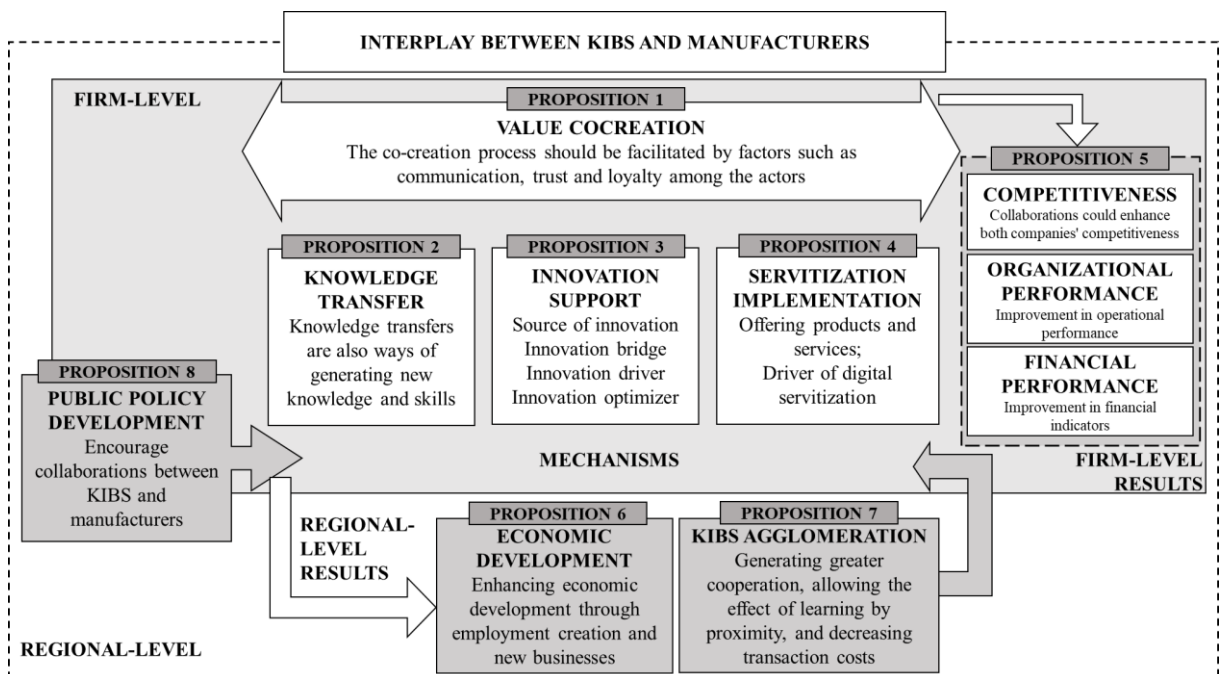 INTERPLAY BETWEEN KIBS AND MANUFACTURERS
FIRM-LEVEL
PROPOSITION 1
VALUE COCREATION
The co-creation process should be facilitated by factors such as
communication, trust and loyalty among the actors
PROPOSITION 5
COMPETITIVENESS
Collaborations could enhance
both companies' competitiveness
ORGANIZATIONAL
PERFORMANCE
Improvement in operational
performance
FINANCIAL
PERFORMANCE
Improvement in financial
indicators
PROPOSITION 2
KNOWLEDGE
TRANSFER
Knowledge transfers
are also ways of
generating new
knowledge and skills
PROPOSITION 3
INNOVATION
SUPPORT
Source of innovation
Innovation bridge
Innovation driver
Innovation optimizer
PROPOSITION 4
SERVITIZATION
IMPLEMENTATION
Offering products and
services;
Driver of digital
servitization
PROPOSITION 8
PUBLIC POLICY
DEVELOPMENT
Encourage
collaborations between
KIBS and
manufacturers
MECHANISMS
FIRM-LEVEL
RESULTS
REGIONAL-
LEVEL
RESULTS
PROPOSITION 6
ECONOMIC
DEVELOPMENT
Enhancing economic
development through
employment creation and
new businesses
PROPOSITION 7
KIBS AGGLOMERATION
Generating greater
cooperation, allowing the
effect of learning by
proximity, and decreasing
transaction costs
REGIONAL-LEVEL